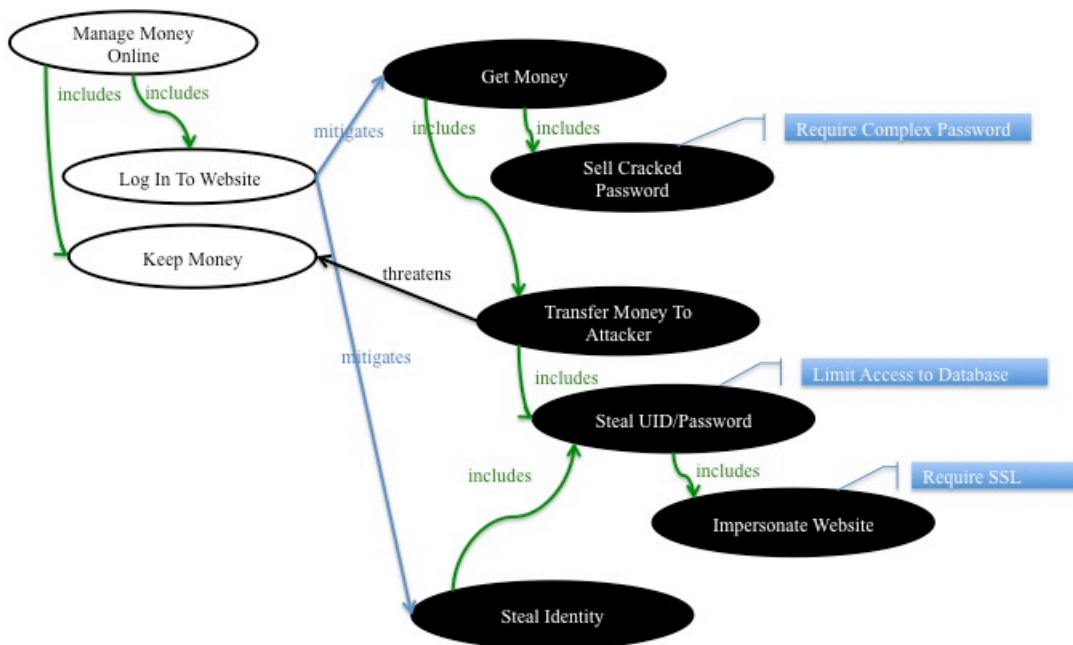 Manage Money
Online
Get Money
includes
includes
mitigates
includes
includes
Require Complex Password
Log In To Website
Sell Cracked
Password
Keep Money
threatens
Transfer Money To
Attacker
mitigates
includes
Limit Access to Database
Steal UID/Password
includes
includes
Require SSL
Impersonate Website
Steal Identity